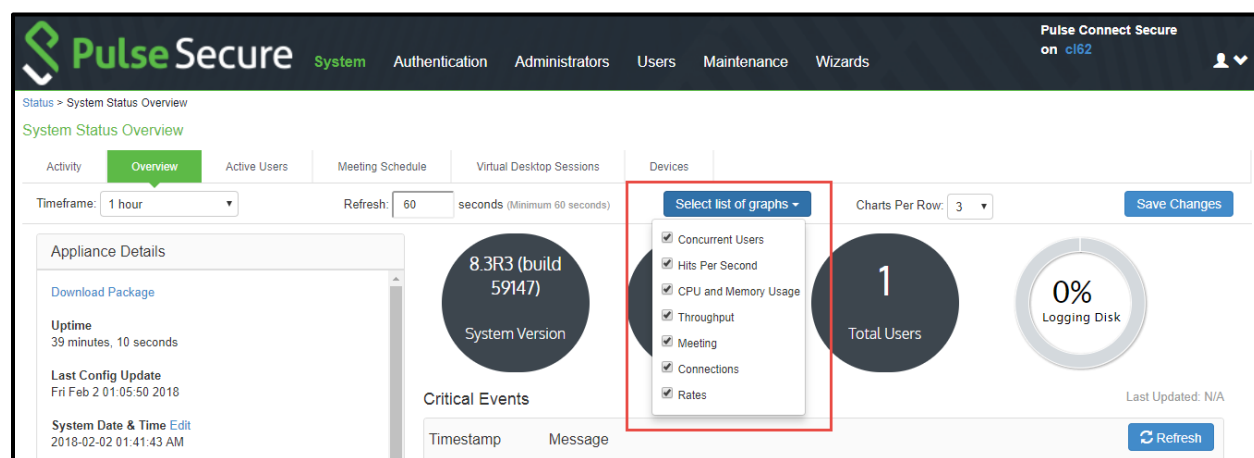 Pulse Secure
System Authentication Administrators Users Maintenance Wizards
Pulse Connect Secure
on cl62
Status > System Status Overview
System Status Overview
Activity Overview Active Users Meeting Schedule Virtual Desktop Sessions Devices
Timeframe: 1 hour Refresh: 60 seconds (Minimum 60 seconds) Select list of graphs Charts Per Row: 3 Save Changes
Appliance Details
Download Package
Uptime
39 minutes, 10 seconds
Last Config Update
Fri Feb 2 01:05:50 2018
System Date & Time Edit
2018-02-02 01:41:43 AM
8.3R3 (build
59147)
System Version
Concurrent Users
Hits Per Second
CPU and Memory Usage
Throughput
Meeting
Connections
Rates
1
Total Users
0%
Logging Disk
Critical Events
Last Updated: N/A
Timestamp Message
Refresh